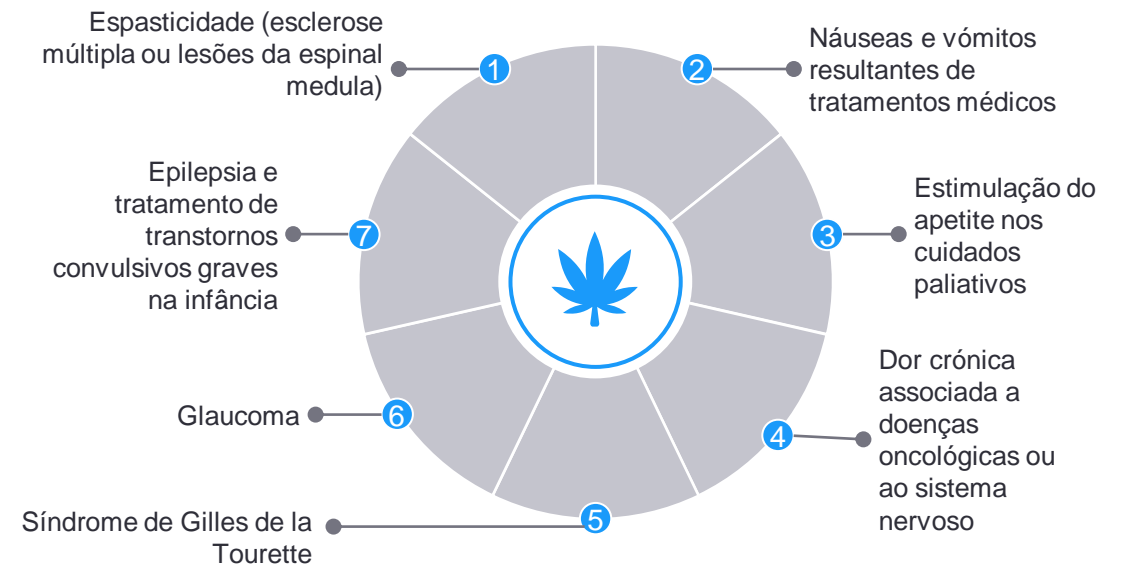 1
Espasticidade (esclerose
múltipla ou lesões da espinal
medula)
2
Náuseas e vómitos
resultantes de
tratamentos médicos
3
Estimulação do
apetite nos
cuidados
paliativos
4
Dor crónica
associada a
doenças
oncológicas ou
ao sistema
nervoso
5
Síndrome de Gilles de la
Tourette
6
Glaucoma
7
Epilepsia e
tratamento de
transtornos
convulsivos graves
na infância